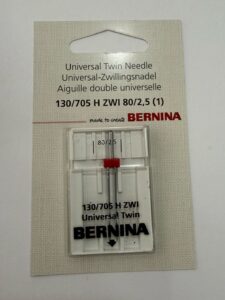 Universal Twin Needle
Universal-Zwillingsnadel
Aiguille double universelle
130/705 H ZWI 80/2,5 (1)
made to create BERNINA
80/2,5
130/705 H ZWI
Universal Twin
BERNINA